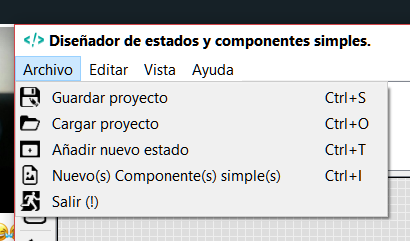 </> Diseñador de estados y componentes simples.
Archivo Editar Vista Ayuda
Guardar proyecto Ctrl+S
Cargar proyecto Ctrl+O
Añadir nuevo estado Ctrl+T
Nuevo(s) Componente(s) simple(s) Ctrl+I
Salir (!)